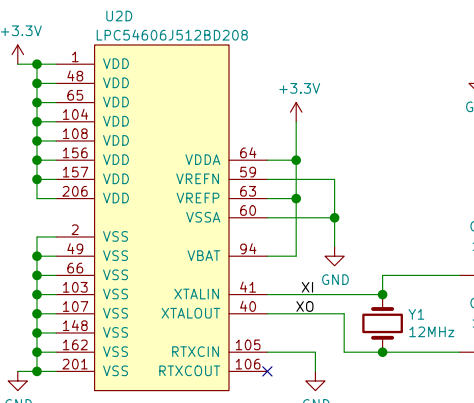 U2D
LPC54606J512BD208
+3.3V
1 VDD
48 VDD
65 VDD
104 VDD
108 VDD
156 VDD
157 VDD
206 VDD
2 VSS
49 VSS
66 VSS
103 VSS
107 VSS
148 VSS
162 VSS
201 VSS
GND
+3.3V
VDDA 64
VREFN 59
VREFP 63
VSSA 60
VBAT 94
GND
XTALIN 41 XI
XTALOUT 40 XO
RTXCIN 105
RTXCOUT 106
GND
Y1
12MHz